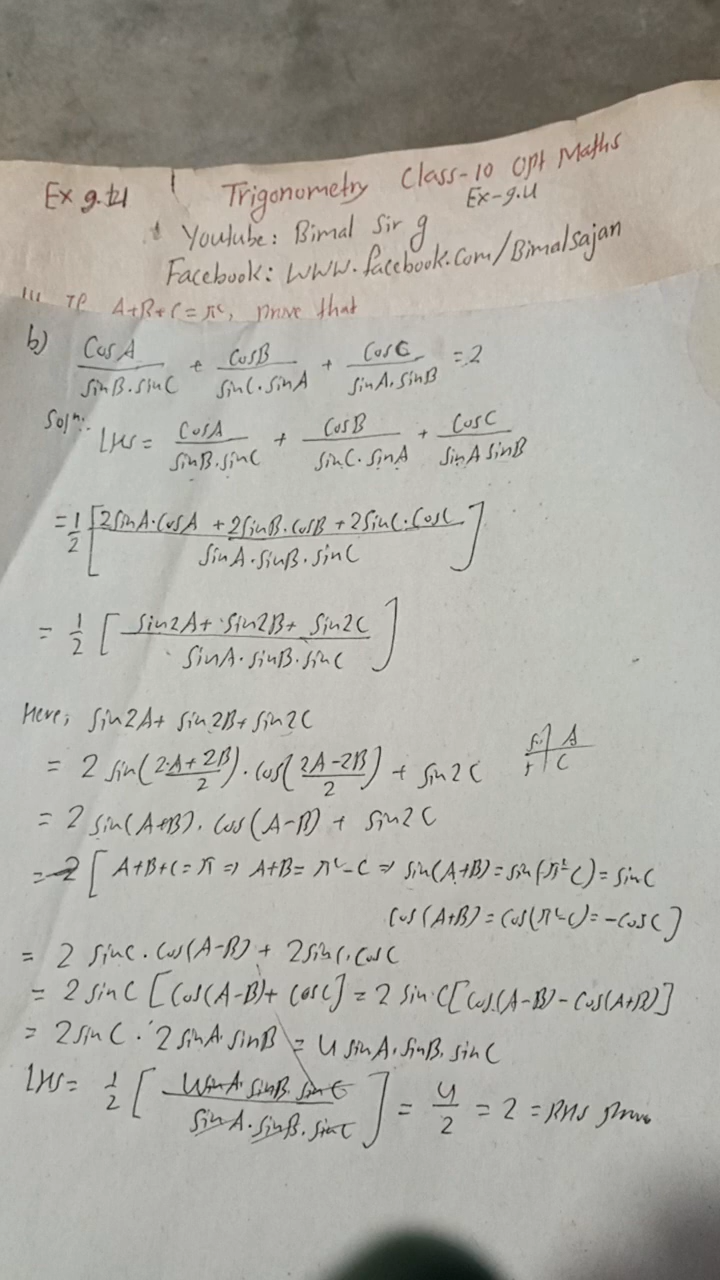 Ex 9.4 Trigonometry Class-10 Opt Maths
Ex-9.4
Youtube: Bimal Sir g
Facebook: WWW.facebook.com/Bimalsajan
If A+B+C = πᶜ, prove that
b) CosA/(sinB.sinC) + CosB/(sinC.sinA) + CosC/(sinA.sinB) = 2
Solⁿ:- LHS = CosA/(sinB.sinC) + CosB/(sinC.sinA) + CosC/(sinA sinB)
= 1/2 [(2sinA.CosA + 2sinB.CosB + 2sinC.CosC)/(sinA.sinB.sinC)]
= 1/2 [(sin2A + sin2B + sin2C)/(sinA.sinB.sinC)]
Here, sin2A + sin2B + sin2C
= 2 sin((2A+2B)/2).cos((2A-2B)/2) + sin2C
= 2 sin(A+B). cos(A-B) + sin2C
[A+B+C = π ⇒ A+B = πᶜ-C ⇒ sin(A+B) = sin(πᶜ-C) = sinC
Cos(A+B) = Cos(πᶜ-C) = -cosC]
= 2 sinC.cos(A-B) + 2sinC.cosC
= 2 sinC [cos(A-B) + cosC] = 2 sinC [cos(A-B) - cos(A+B)]
= 2sinC . 2 sinA.sinB = 4 sinA.sinB.sinC
LHS = 1/2 [(4sinA.sinB.sinC)/(sinA.sinB.sinC)] = 4/2 = 2 = RHS